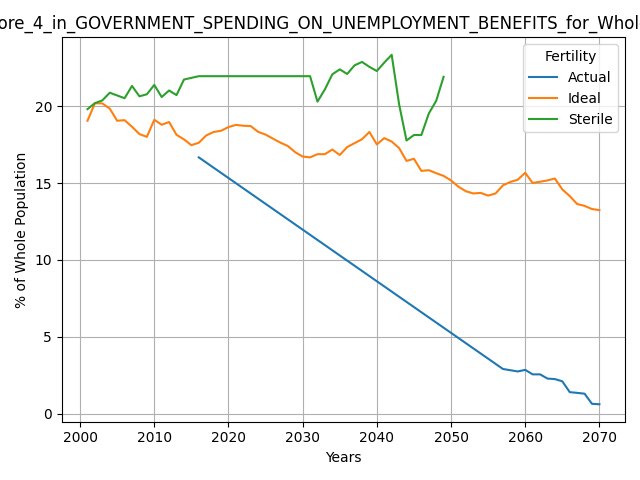 ore_4_in_GOVERNMENT_SPENDING_ON_UNEMPLOYMENT_BENEFITS_for_Whol
Fertility
Actual
Ideal
Sterile
% of Whole Population
20
15
10
5
0
2000 2010 2020 2030 2040 2050 2060 2070
Years